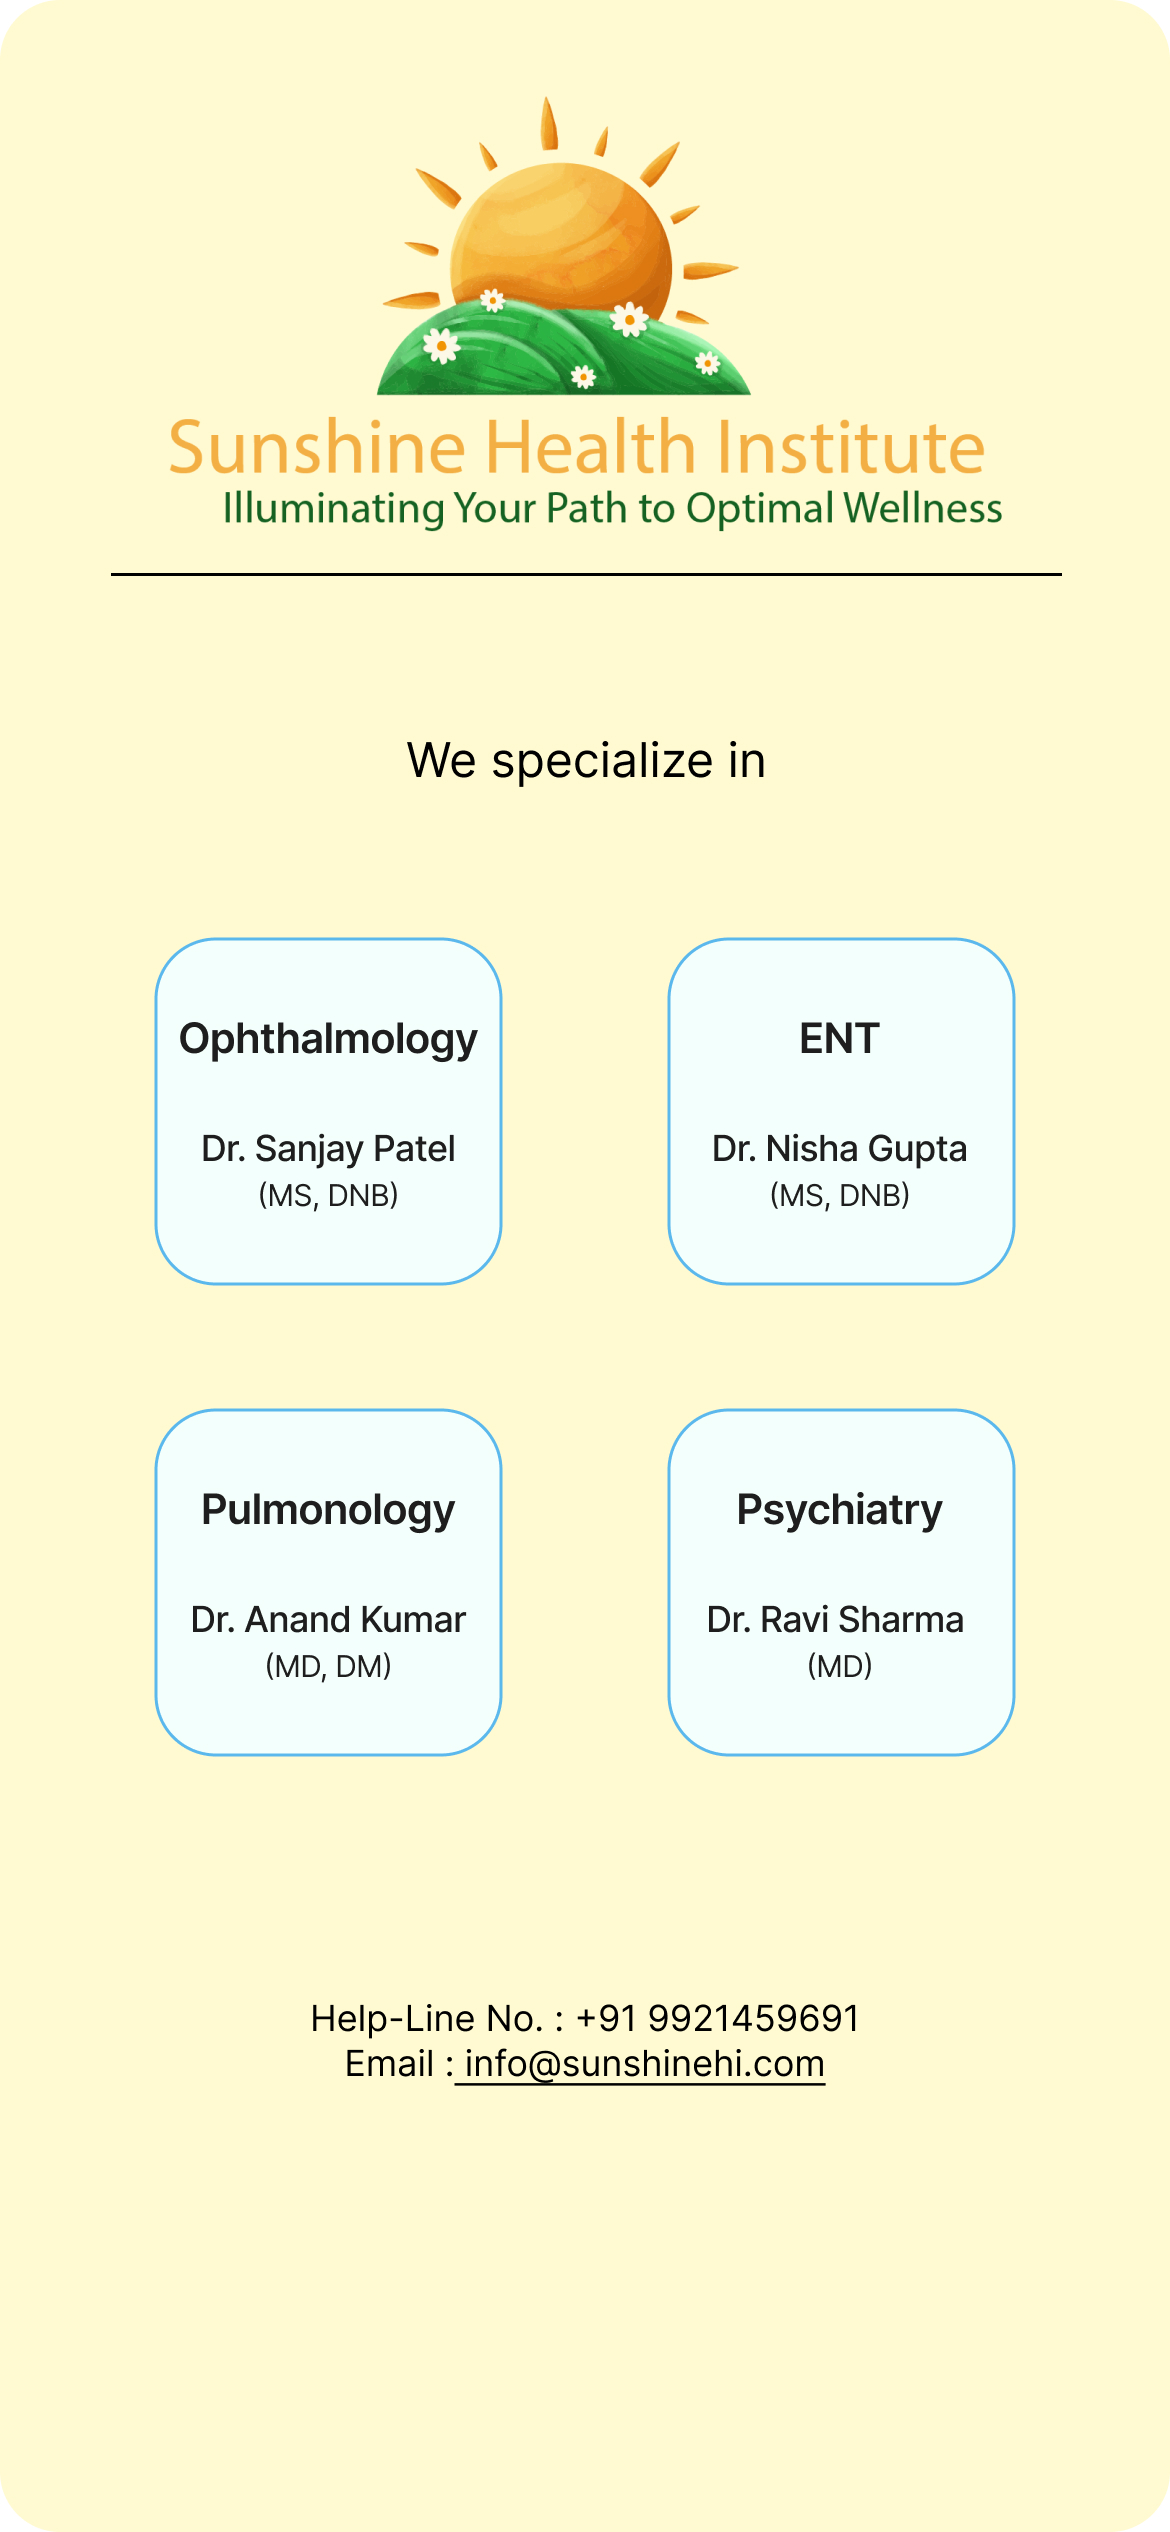 Sunshine Health Institute
Illuminating Your Path to Optimal Wellness
We specialize in
Ophthalmology
Dr. Sanjay Patel
(MS, DNB)
ENT
Dr. Nisha Gupta
(MS, DNB)
Pulmonology
Dr. Anand Kumar
(MD, DM)
Psychiatry
Dr. Ravi Sharma
(MD)
Help-Line No. : +91 9921459691
Email : info@sunshinehi.com